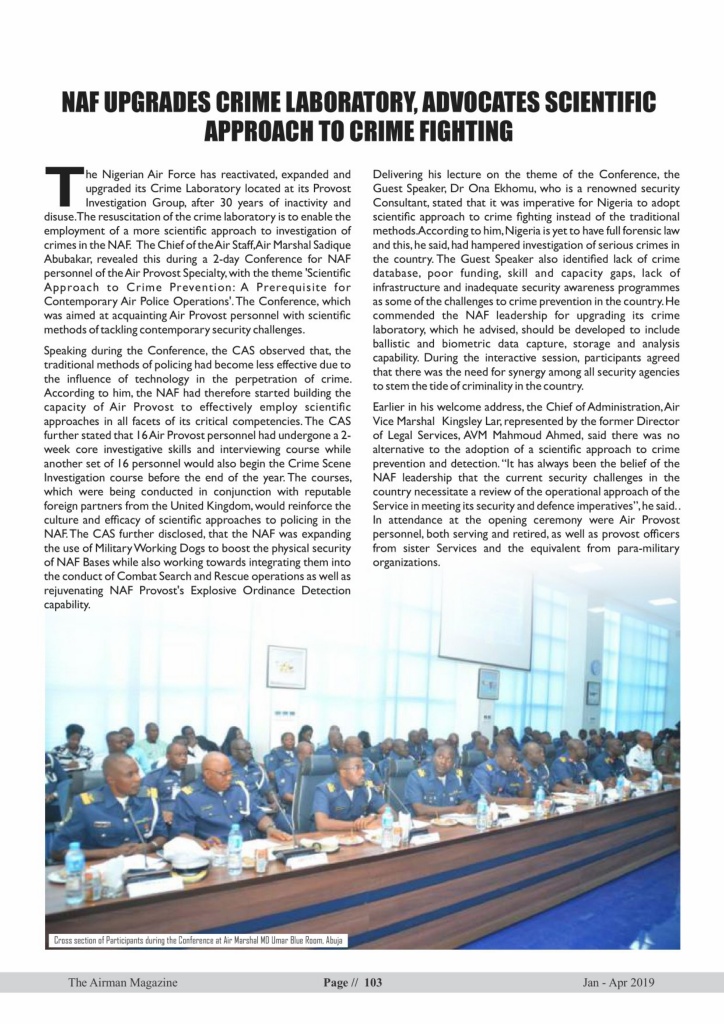 NAF UPGRADES CRIME LABORATORY, ADVOCATES SCIENTIFIC
APPROACH TO CRIME FIGHTING
The Nigerian Air Force has reactivated, expanded and
upgraded its Crime Laboratory located at its Provost
Investigation Group, after 30 years of inactivity and
disuse.The resuscitation of the crime laboratory is to enable the
employment of a more scientific approach to investigation of
crimes in the NAF. The Chief of the Air Staff,Air Marshal Sadique
Abubakar, revealed this during a 2-day Conference for NAF
personnel of the Air Provost Specialty, with the theme 'Scientific
Approach to Crime Prevention: A Prerequisite for
Contemporary Air Police Operations'. The Conference, which
was aimed at acquainting Air Provost personnel with scientific
methods of tackling contemporary security challenges.
Speaking during the Conference, the CAS observed that, the
traditional methods of policing had become less effective due to
the influence of technology in the perpetration of crime.
According to him, the NAF had therefore started building the
capacity of Air Provost to effectively employ scientific
approaches in all facets of its critical competencies. The CAS
further stated that 16 Air Provost personnel had undergone a 2-
week core investigative skills and interviewing course while
another set of 16 personnel would also begin the Crime Scene
Investigation course before the end of the year. The courses,
which were being conducted in conjunction with reputable
foreign partners from the United Kingdom, would reinforce the
culture and efficacy of scientific approaches to policing in the
NAF. The CAS further disclosed, that the NAF was expanding
the use of Military Working Dogs to boost the physical security
of NAF Bases while also working towards integrating them into
the conduct of Combat Search and Rescue operations as well as
rejuvenating NAF Provost's Explosive Ordinance Detection
capability.
Delivering his lecture on the theme of the Conference, the
Guest Speaker, Dr Ona Ekhomu, who is a renowned security
Consultant, stated that it was imperative for Nigeria to adopt
scientific approach to crime fighting instead of the traditional
methods.According to him, Nigeria is yet to have full forensic law
and this, he said, had hampered investigation of serious crimes in
the country. The Guest Speaker also identified lack of crime
database, poor funding, skill and capacity gaps, lack of
infrastructure and inadequate security awareness programmes
as some of the challenges to crime prevention in the country. He
commended the NAF leadership for upgrading its crime
laboratory, which he advised, should be developed to include
ballistic and biometric data capture, storage and analysis
capability. During the interactive session, participants agreed
that there was the need for synergy among all security agencies
to stem the tide of criminality in the country.
Earlier in his welcome address, the Chief of Administration, Air
Vice Marshal Kingsley Lar, represented by the former Director
of Legal Services, AVM Mahmoud Ahmed, said there was no
alternative to the adoption of a scientific approach to crime
prevention and detection. “It has always been the belief of the
NAF leadership that the current security challenges in the
country necessitate a review of the operational approach of the
Service in meeting its security and defence imperatives”, he said. .
In attendance at the opening ceremony were Air Provost
personnel, both serving and retired, as well as provost officers
from sister Services and the equivalent from para-military
organizations.
Cross section of Participants during the Conference at Air Marshal MD Umar Blue Room, Abuja
The Airman Magazine Page // 103 Jan - Apr 2019